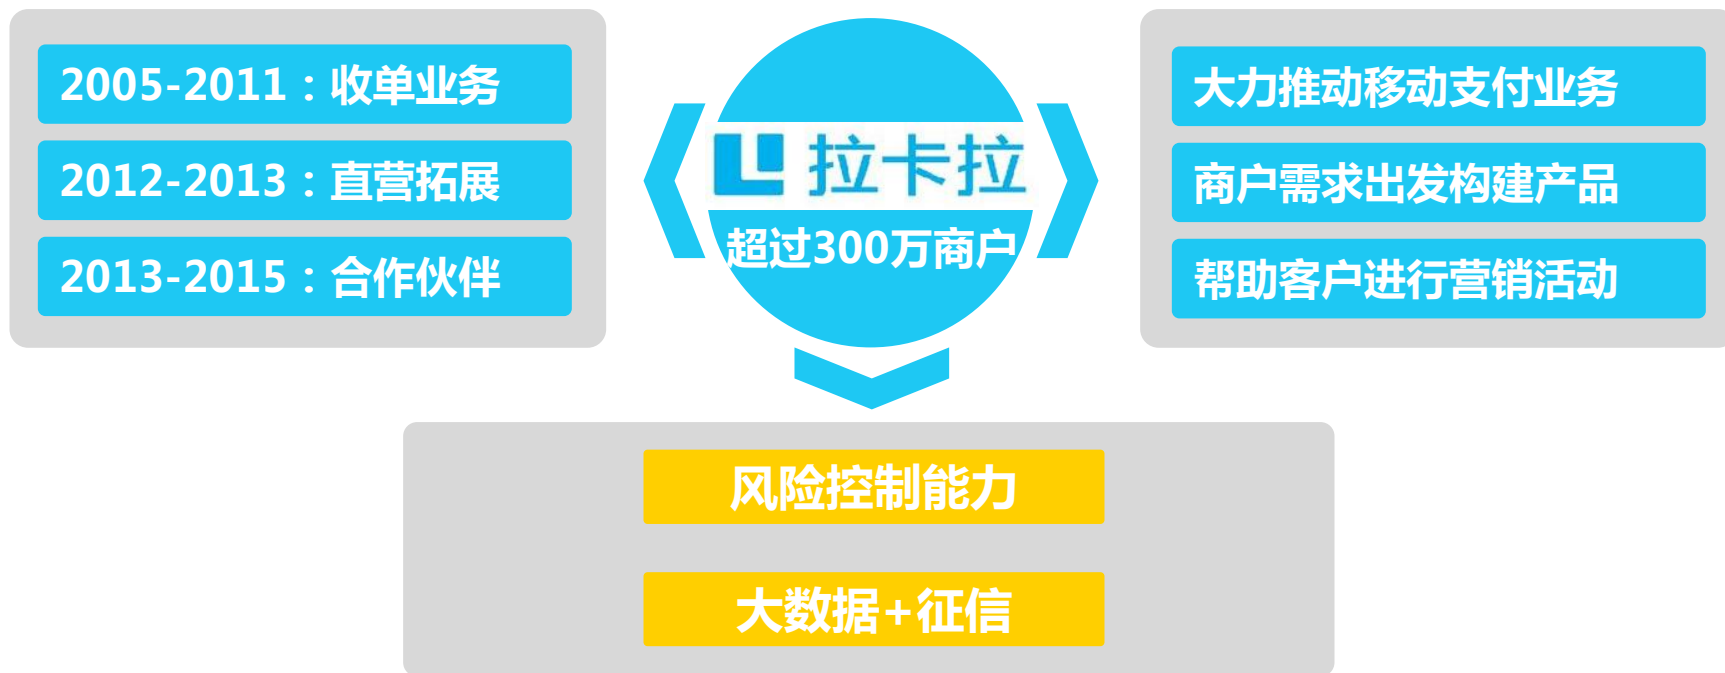 2005-2011：收单业务
2012-2013：直营拓展
2013-2015：合作伙伴
拉卡拉
超过300万商户
大力推动移动支付业务
商户需求出发构建产品
帮助客户进行营销活动
风险控制能力
大数据+征信